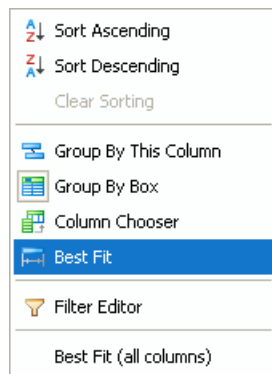 Sort Ascending
Sort Descending
Clear Sorting
Group By This Column
Group By Box
Column Chooser
Best Fit
Filter Editor
Best Fit (all columns)